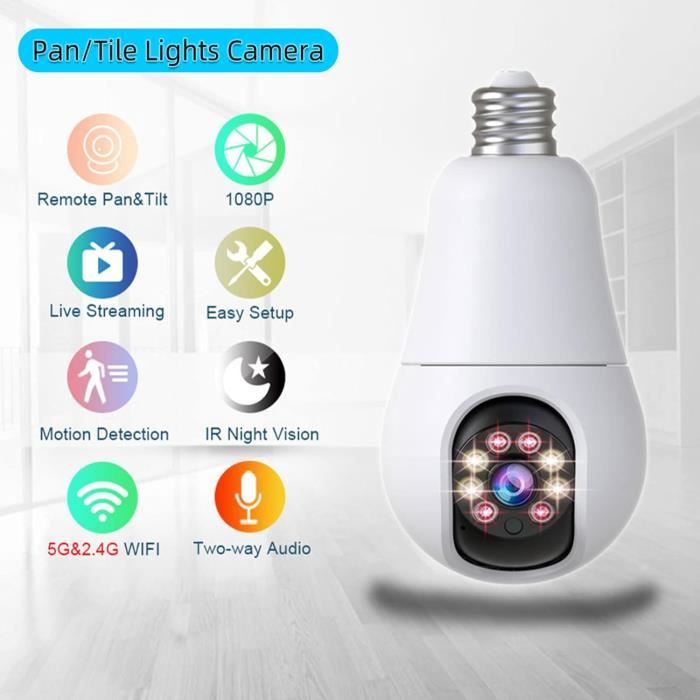 Pan/Tile Lights Camera
Remote Pan&Tilt
1080P
Live Streaming
Easy Setup
Motion Detection
IR Night Vision
5G&2.4G WIFI
Two-way Audio